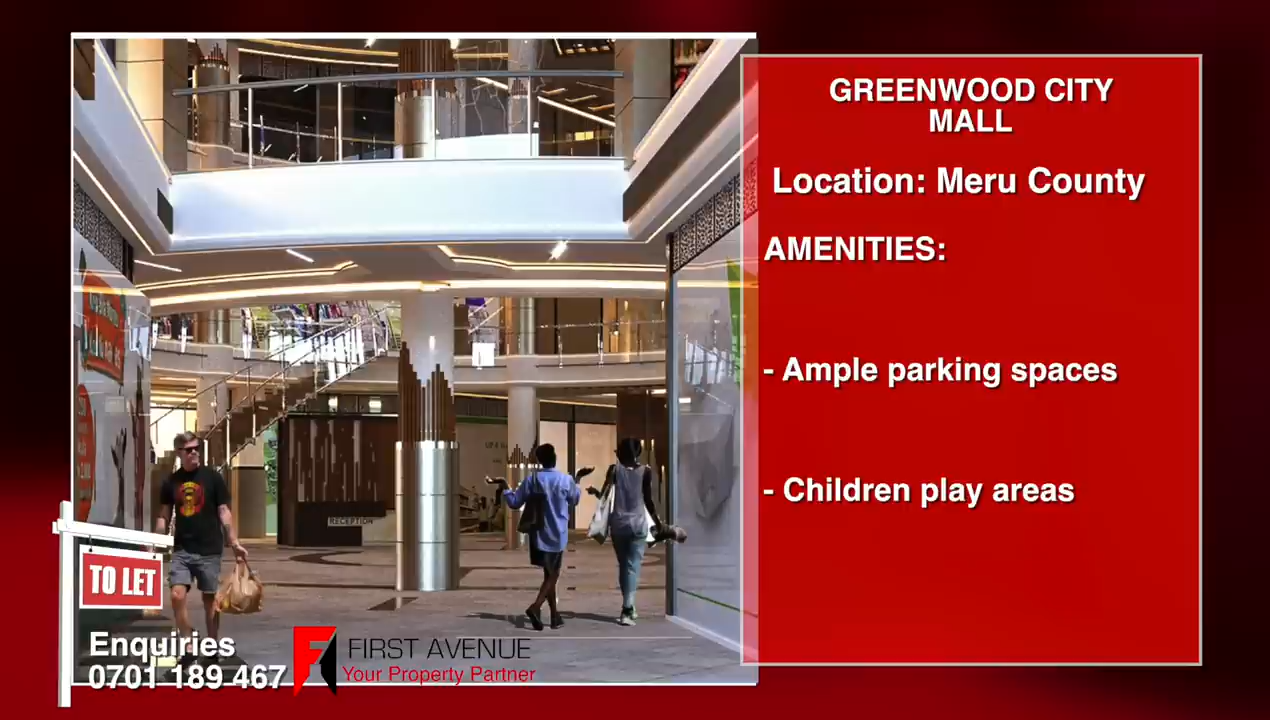 GREENWOOD CITY
MALL
Location: Meru County
AMENITIES:
- Ample parking spaces
- Children play areas
RECEPTION
TO LET
Enquiries
0701 189 467
FIRST AVENUE
Your Property Partner